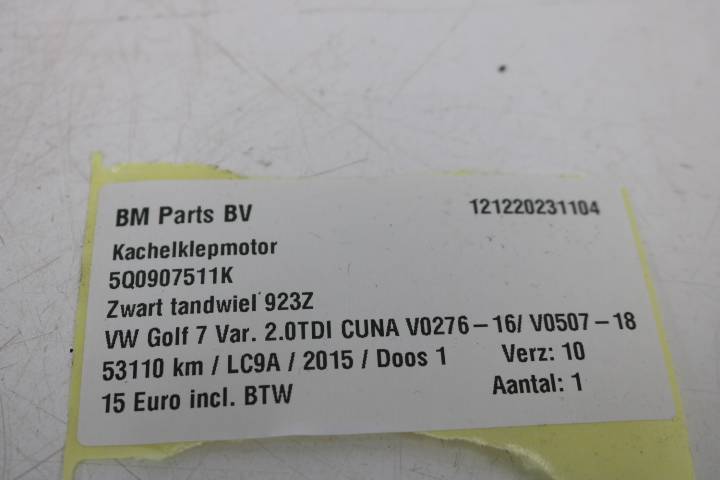 BM Parts BV 121220231104
Kachelklepmotor
5Q0907511K
Zwart tandwiel 923Z
VW Golf 7 Var. 2.0TDI CUNA V0276-16/ V0507-18
53110 km / LC9A / 2015 / Doos 1 Verz: 10
15 Euro incl. BTW Aantal: 1